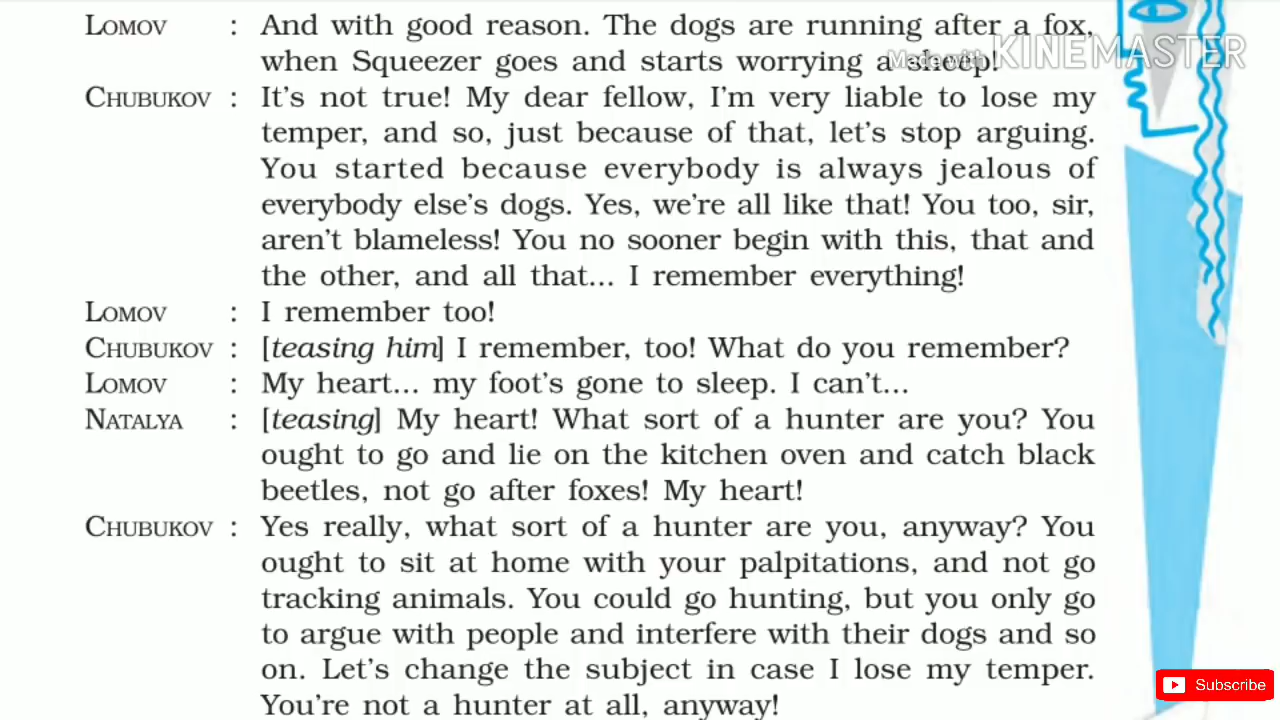 LOMOV : And with good reason. The dogs are running after a fox,
when Squeezer goes and starts worrying a sheep!
Made with KINEMASTER
CHUBUKOV : It's not true! My dear fellow, I'm very liable to lose my
temper, and so, just because of that, let's stop arguing.
You started because everybody is always jealous of
everybody else's dogs. Yes, we're all like that! You too, sir,
aren't blameless! You no sooner begin with this, that and
the other, and all that... I remember everything!
LOMOV : I remember too!
CHUBUKOV : [teasing him] I remember, too! What do you remember?
LOMOV : My heart... my foot's gone to sleep. I can't...
NATALYA : [teasing] My heart! What sort of a hunter are you? You
ought to go and lie on the kitchen oven and catch black
beetles, not go after foxes! My heart!
CHUBUKOV : Yes really, what sort of a hunter are you, anyway? You
ought to sit at home with your palpitations, and not go
tracking animals. You could go hunting, but you only go
to argue with people and interfere with their dogs and so
on. Let's change the subject in case I lose my temper.
You're not a hunter at all, anyway!
Subscribe